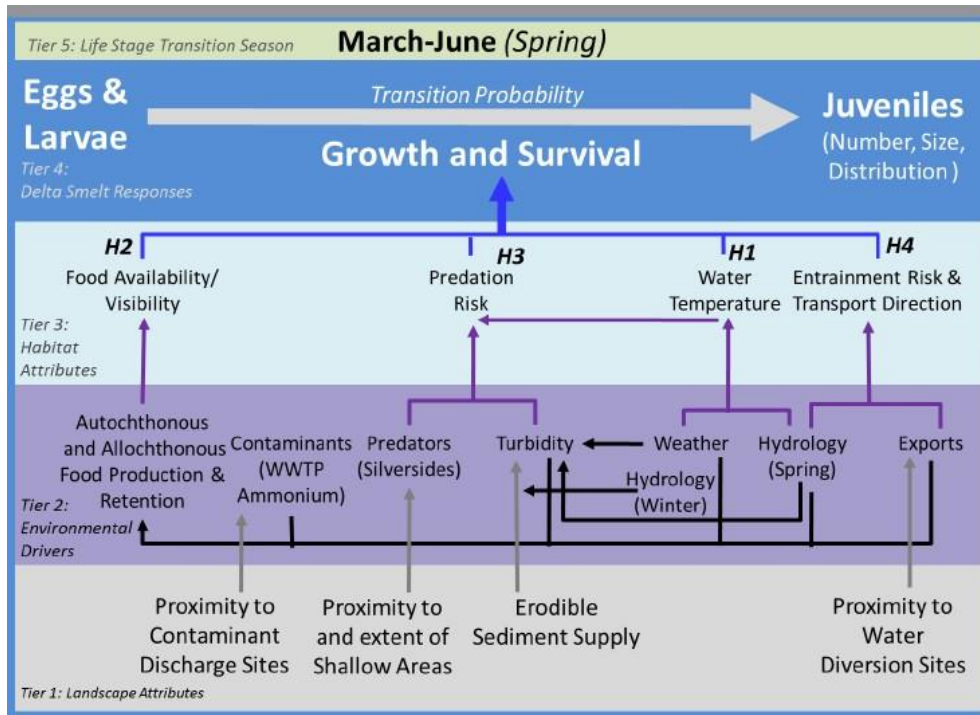 Tier 5: Life Stage Transition Season
March-June (Spring)
Eggs &
Larvae
Transition Probability
Juveniles
(Number, Size,
Distribution )
Growth and Survival
Tier 4:
Delta Smelt Responses
H2
Food Availability/
Visibility
H3
Predation
Risk
H1
Water
Temperature
H4
Entrainment Risk &
Transport Direction
Tier 3:
Habitat
Attributes
Autochthonous
and Allochthonous
Food Production &
Retention
Contaminants
(WWTP
Ammonium)
Predators
(Silversides)
Turbidity
Weather
Hydrology
(Spring)
Exports
Hydrology
(Winter)
Tier 2:
Environmental
Drivers
Proximity to
Contaminant
Discharge Sites
Proximity to
and extent of
Shallow Areas
Erodible
Sediment Supply
Proximity to
Water
Diversion Sites
Tier 1: Landscape Attributes